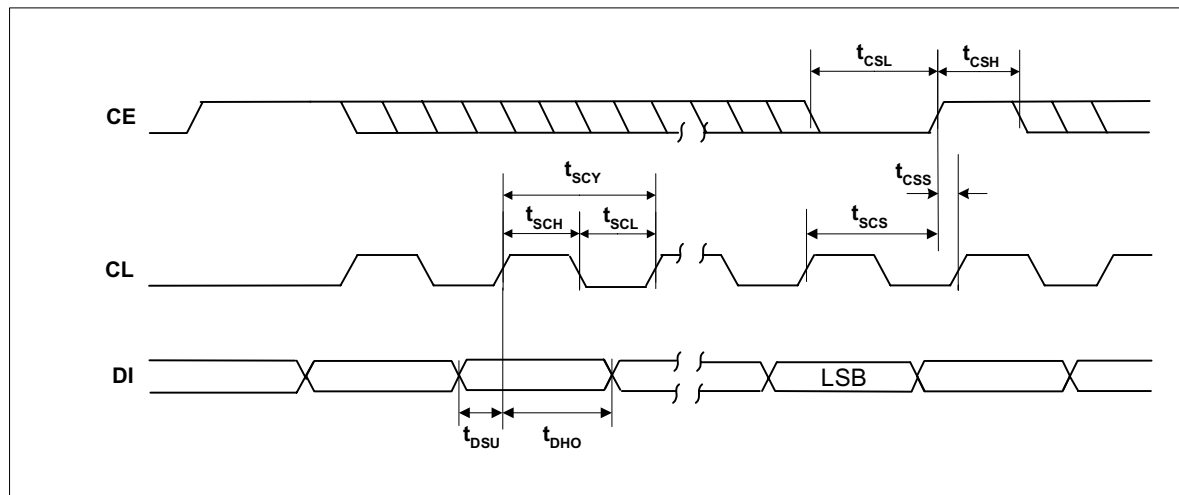 tCSL tCSH
CE
tSCY
tCSS
tSCH tSCL tSCS
CL
DI LSB
tDSU tDHO